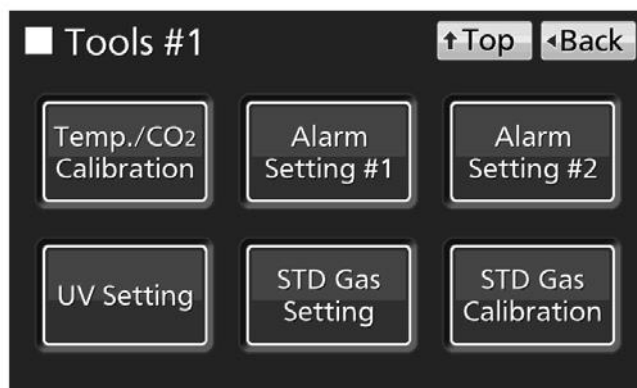 Tools #1
↑Top
◂Back
Temp./CO2
Calibration
Alarm
Setting #1
Alarm
Setting #2
UV Setting
STD Gas
Setting
STD Gas
Calibration